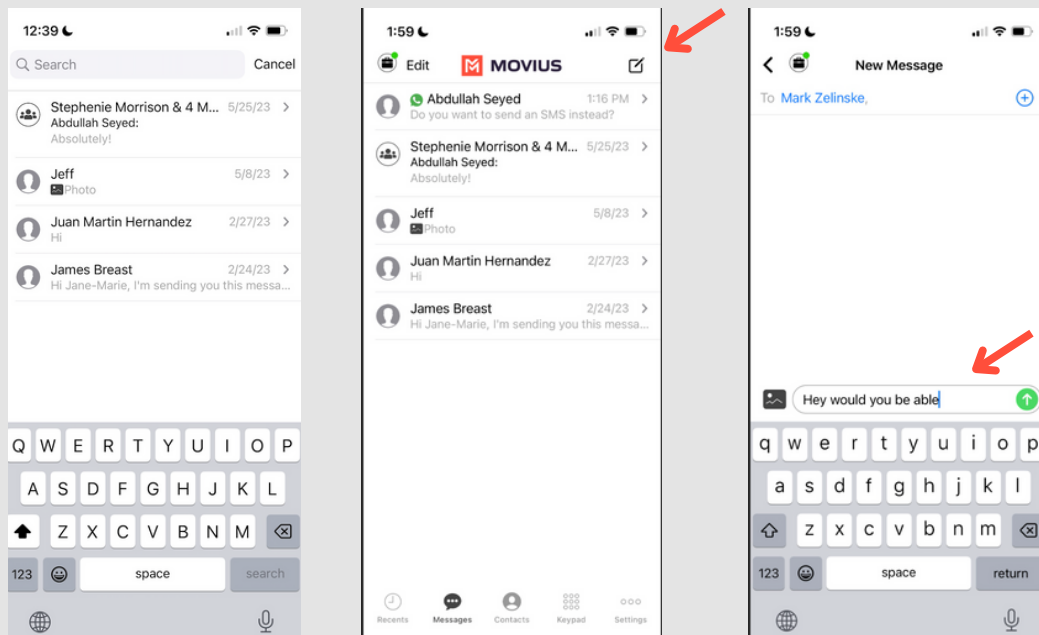 12:39
Search
Cancel
Stephenie Morrison & 4 M... 5/25/23
Abdullah Seyed:
Absolutely!
Jeff 5/8/23
Photo
Juan Martin Hernandez 2/27/23
Hi
James Breast 2/24/23
Hi Jane-Marie, I'm sending you this messa...
Q W E R T Y U I O P
A S D F G H J K L
Z X C V B N M
123 space search
1:59
Edit MOVIUS
Abdullah Seyed 1:16 PM
Do you want to send an SMS instead?
Stephenie Morrison & 4 M... 5/25/23
Abdullah Seyed:
Absolutely!
Jeff 5/8/23
Photo
Juan Martin Hernandez 2/27/23
Hi
James Breast 2/24/23
Hi Jane-Marie, I'm sending you this messa...
Recents Messages Contacts Keypad Settings
1:59
New Message
To Mark Zelinske,
Hey would you be able
q w e r t y u i o p
a s d f g h j k l
z x c v b n m
123 space return